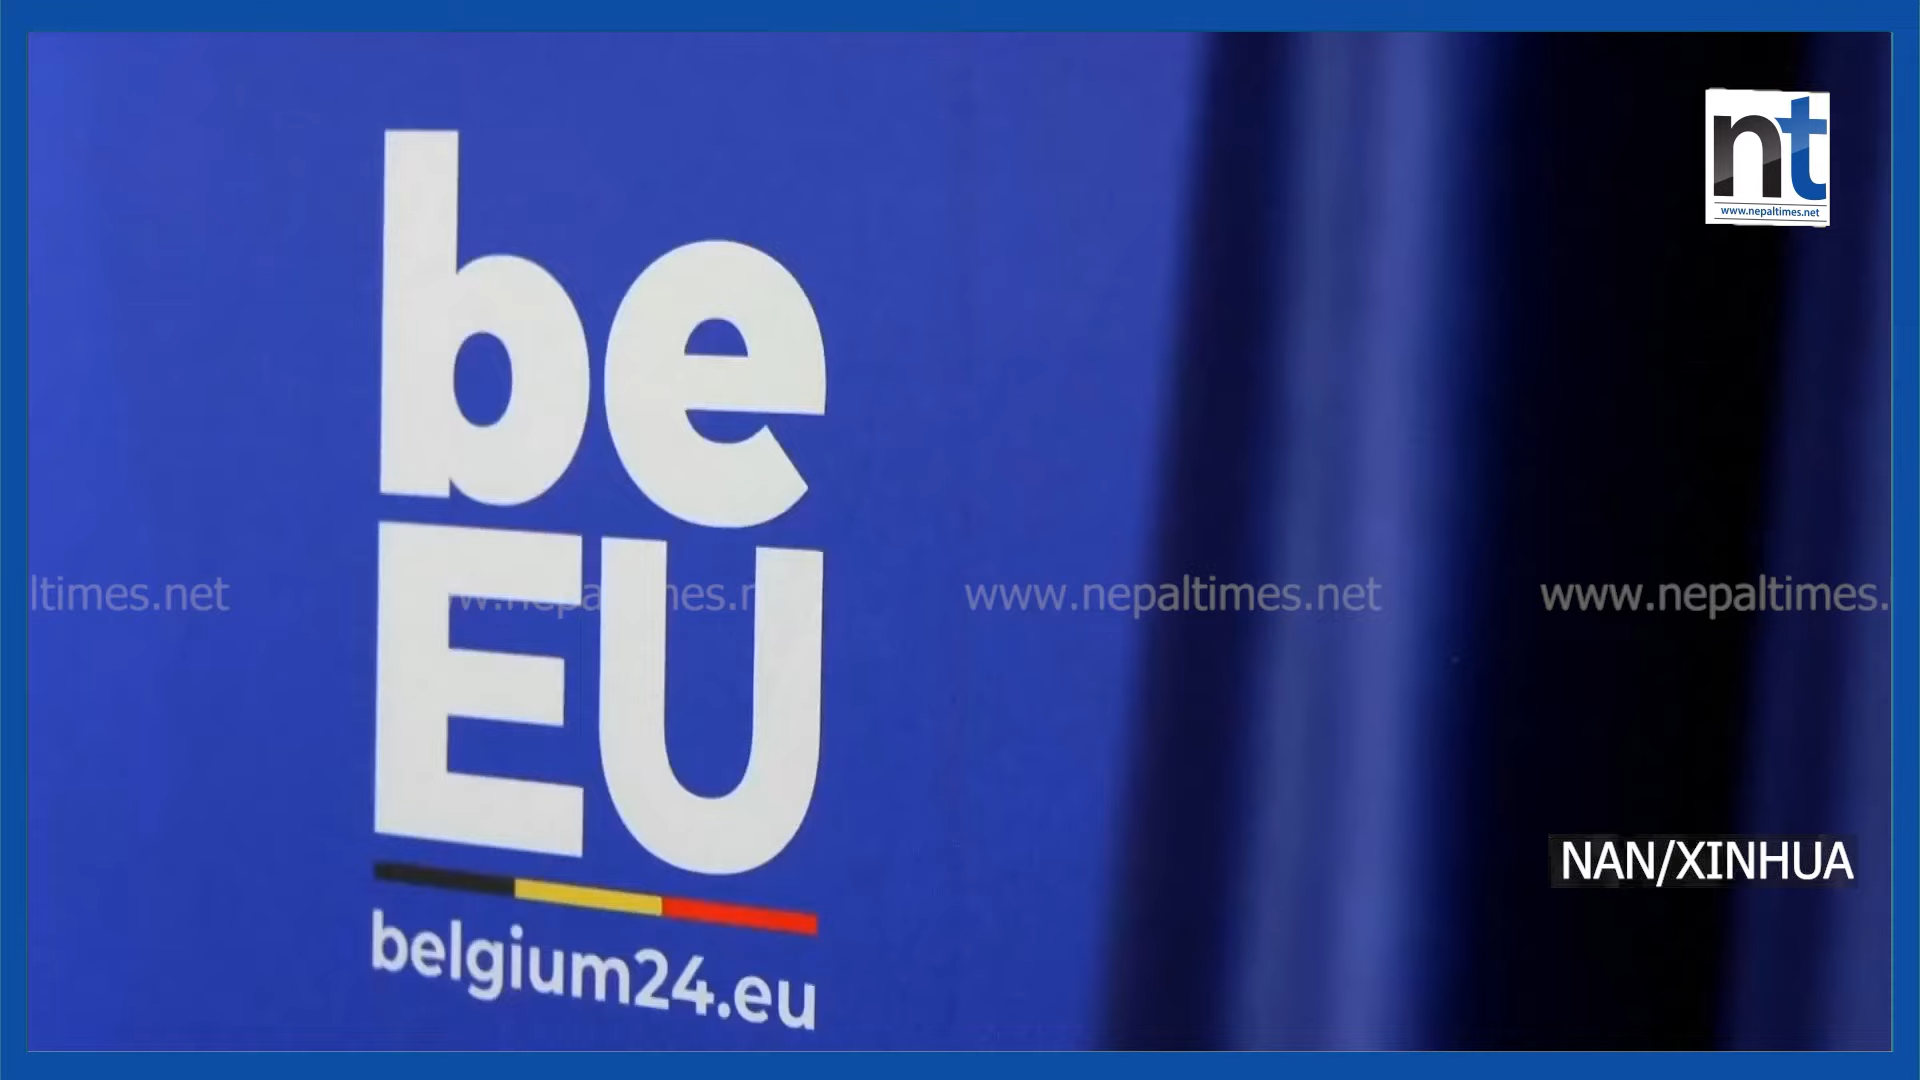 nt
www.nepaltimes.net
be
EU
ltimes.net www.nepaltimes.net www.nepaltimes.
belgium24.eu
NAN/XINHUA